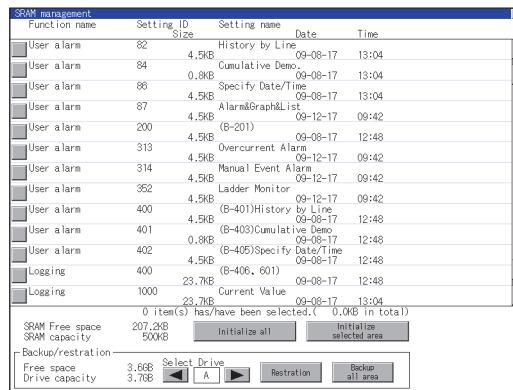 SRAM management
Function name Setting ID Setting name
Size Date Time
User alarm 82 History by Line
4.5KB 09-08-17 13:04
User alarm 84 Cumulative Demo.
0.8KB 09-08-17 13:04
User alarm 86 Specify Date/Time
4.5KB 09-08-17 13:04
User alarm 87 Alarm&Graph&List
4.5KB 09-12-17 09:42
User alarm 200 (B-201)
4.5KB 09-08-17 12:48
User alarm 313 Overcurrent Alarm
4.5KB 09-12-17 09:42
User alarm 314 Manual Event Alarm
4.5KB 09-12-17 09:42
User alarm 352 Ladder Monitor
4.5KB 09-12-17 09:42
User alarm 400 (B-401)History by Line
4.5KB 09-08-17 12:48
User alarm 401 (B-403)Cumulative Demo
0.8KB 09-08-17 12:48
User alarm 402 (B-405)Specify Date/Time
4.5KB 09-08-17 12:48
Logging 400 (B-406, 601)
23.7KB 09-08-17 12:48
Logging 1000 Current Value
23.7KB 09-08-17 13:04
0 item(s) has/have been selected.( 0.0KB in total)
SRAM Free space 207.2KB
SRAM capacity 500KB
Initialize all
Initialize
selected area
Backup/restration
Free space 3.6GB
Drive capacity 3.7GB
Select Drive
A
Restration
Backup
all area